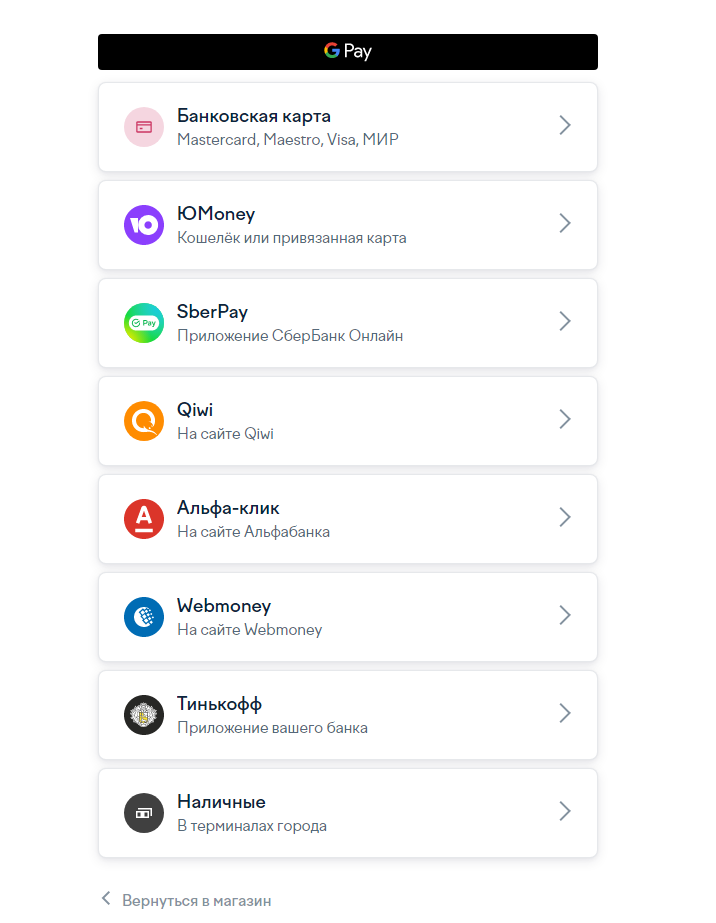 G Pay
Банковская карта
Mastercard, Maestro, Visa, МИР
ЮMoney
Кошелёк или привязанная карта
SberPay
Pay
Приложение СберБанк Онлайн
Qiwi
На сайте Qiwi
Альфа-клик
На сайте Альфабанка
Webmoney
На сайте Webmoney
Тинькофф
Приложение вашего банка
Наличные
В терминалах города
Вернуться в магазин